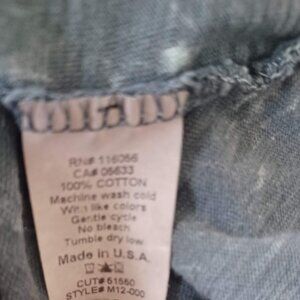 RN# 116056
CA# 05633
100% COTTON
Machine wash cold
With like colors
Gentle cycle
No bleach
Tumble dry low
Made in U.S.A.
CUT# 51550
STYLE# M12-000